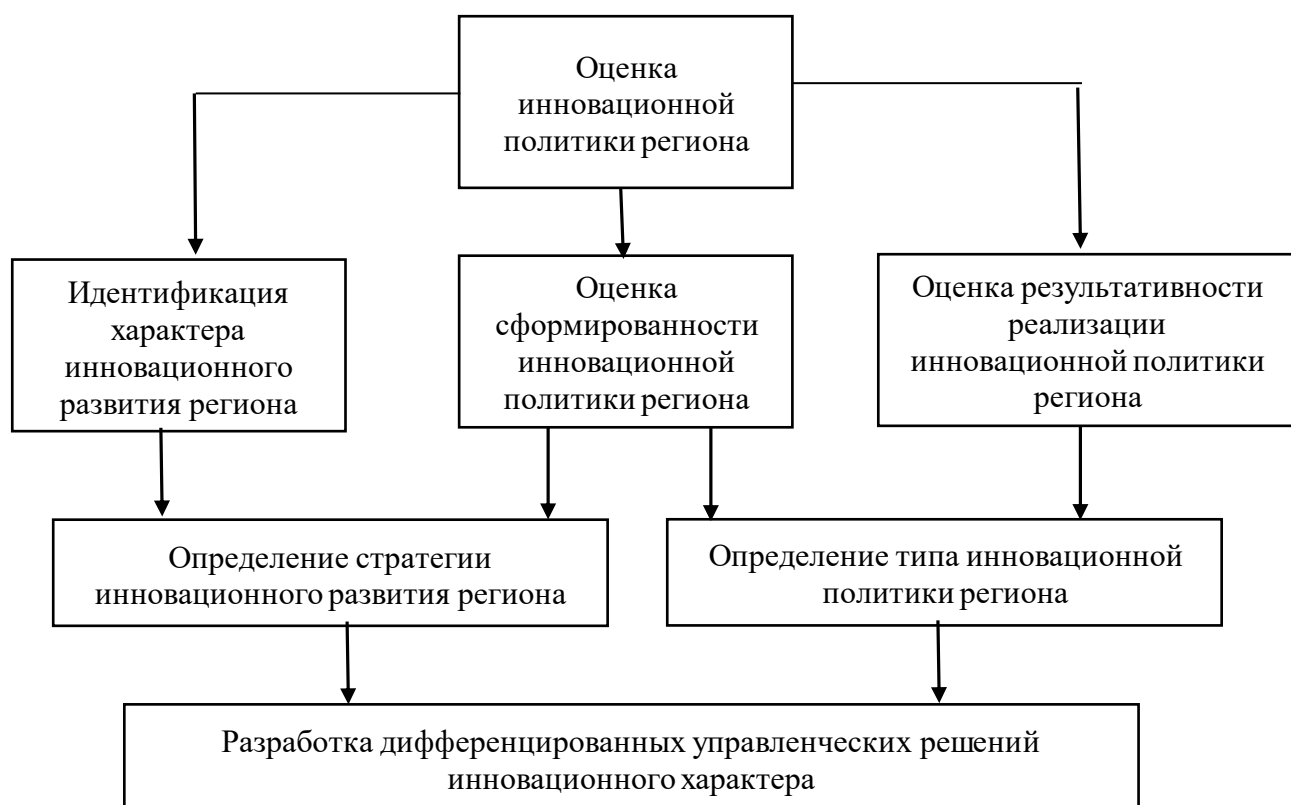 Оценка
инновационной
политики региона
Идентификация
характера
инновационного
развития региона
Оценка
сформированности
инновационной
политики региона
Оценка результативности
реализации
инновационной политики
региона
Определение стратегии
инновационного развития региона
Определение типа инновационной
политики региона
Разработка дифференцированных управленческих решений
инновационного характера